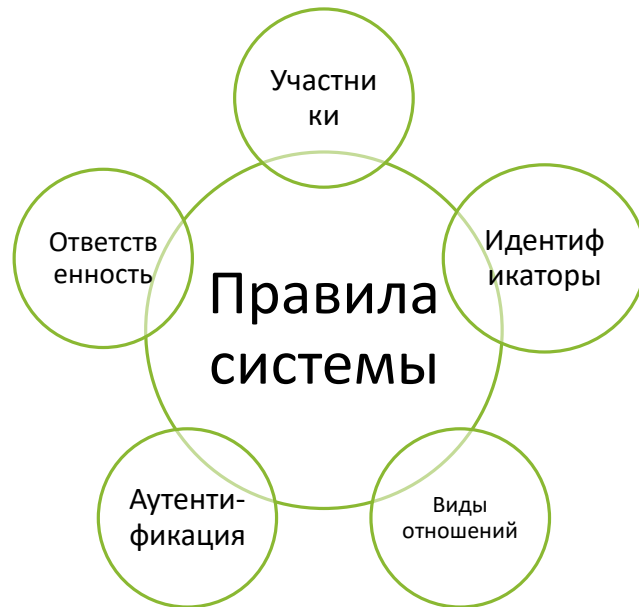 Участни
ки
Идентиф
икаторы
Виды
отношений
Аутенти-
фикация
Ответств
енность
Правила
системы